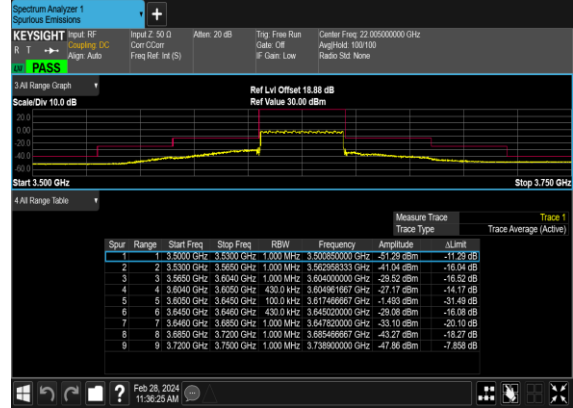 Spectrum Analyzer 1
Spurious Emissions
+
KEYSIGHT Input: RF Input Z: 50 Ω Atten: 20 dB Trig: Free Run Center Freq: 22.005000000 GHz
R T Coupling: DC Corr CCorr Gate: Off Avg|Hold: 100/100
Align: Auto Freq Ref: Int (S) IF Gain: Low Radio Std: None
PASS
3 All Range Graph
Ref Lvl Offset 18.88 dB
Scale/Div 10.0 dB Ref Value 30.00 dBm
20.0
0.00
-20.0
-40.0
-60.0
Start 3.500 GHz Stop 3.750 GHz
4 All Range Table
Measure Trace Trace 1
Trace Type Trace Average (Active)
Spur Range Start Freq Stop Freq RBW Frequency Amplitude ΔLimit
1 1 3.5000 GHz 3.5300 GHz 1.000 MHz 3.500850000 GHz -51.29 dBm -11.29 dB
2 2 3.5300 GHz 3.5650 GHz 1.000 MHz 3.562958333 GHz -41.04 dBm -16.04 dB
3 3 3.5650 GHz 3.6040 GHz 1.000 MHz 3.604000000 GHz -29.52 dBm -16.52 dB
4 4 3.6040 GHz 3.6050 GHz 430.0 kHz 3.604961667 GHz -27.17 dBm -14.17 dB
5 5 3.6050 GHz 3.6450 GHz 100.0 kHz 3.617466667 GHz -1.493 dBm -31.49 dB
6 6 3.6450 GHz 3.6460 GHz 430.0 kHz 3.645020000 GHz -29.08 dBm -16.08 dB
7 7 3.6460 GHz 3.6850 GHz 1.000 MHz 3.647820000 GHz -33.10 dBm -20.10 dB
8 8 3.6850 GHz 3.7200 GHz 1.000 MHz 3.685466667 GHz -43.27 dBm -18.27 dB
9 9 3.7200 GHz 3.7500 GHz 1.000 MHz 3.738900000 GHz -47.86 dBm -7.858 dB
? Feb 28, 2024
11:36:25 AM